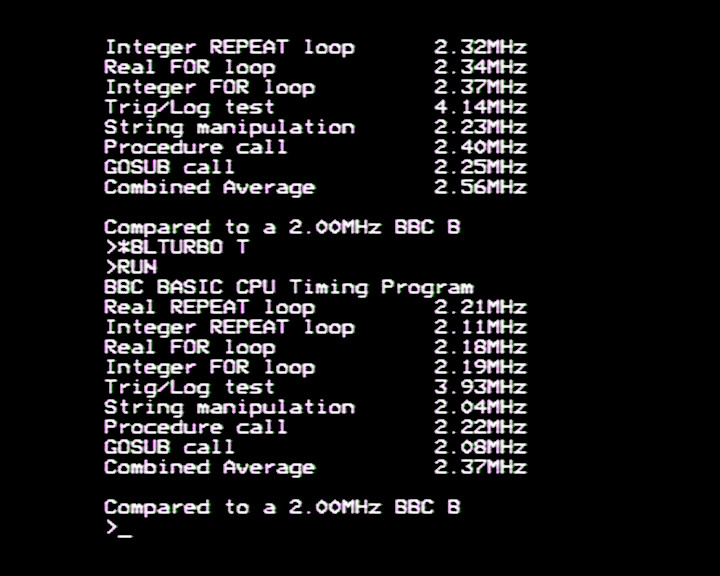 Integer REPEAT loop 2.32MHz
Real FOR loop 2.34MHz
Integer FOR loop 2.37MHz
Trig/Log test 4.14MHz
String manipulation 2.23MHz
Procedure call 2.40MHz
GOSUB call 2.25MHz
Combined Average 2.56MHz
Compared to a 2.00MHz BBC B
>*BLTURBO T
>RUN
BBC BASIC CPU Timing Program
Real REPEAT loop 2.21MHz
Integer REPEAT loop 2.11MHz
Real FOR loop 2.18MHz
Integer FOR loop 2.19MHz
Trig/Log test 3.93MHz
String manipulation 2.04MHz
Procedure call 2.22MHz
GOSUB call 2.08MHz
Combined Average 2.37MHz
Compared to a 2.00MHz BBC B
>_